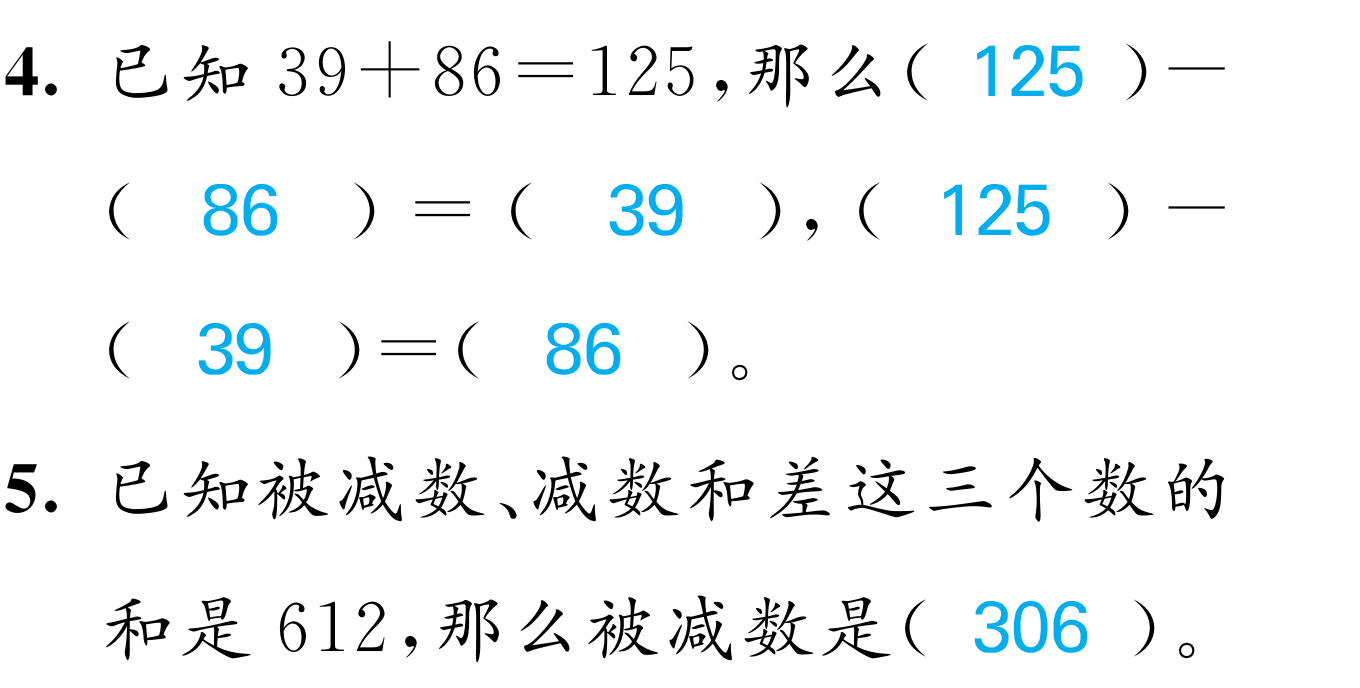 4. 已知 39+86=125,那么( 125 )-
( 86 )=( 39 ),( 125 )-
( 39 )=( 86 )。
5. 已知被减数、减数和差这三个数的
和是 612,那么被减数是( 306 )。